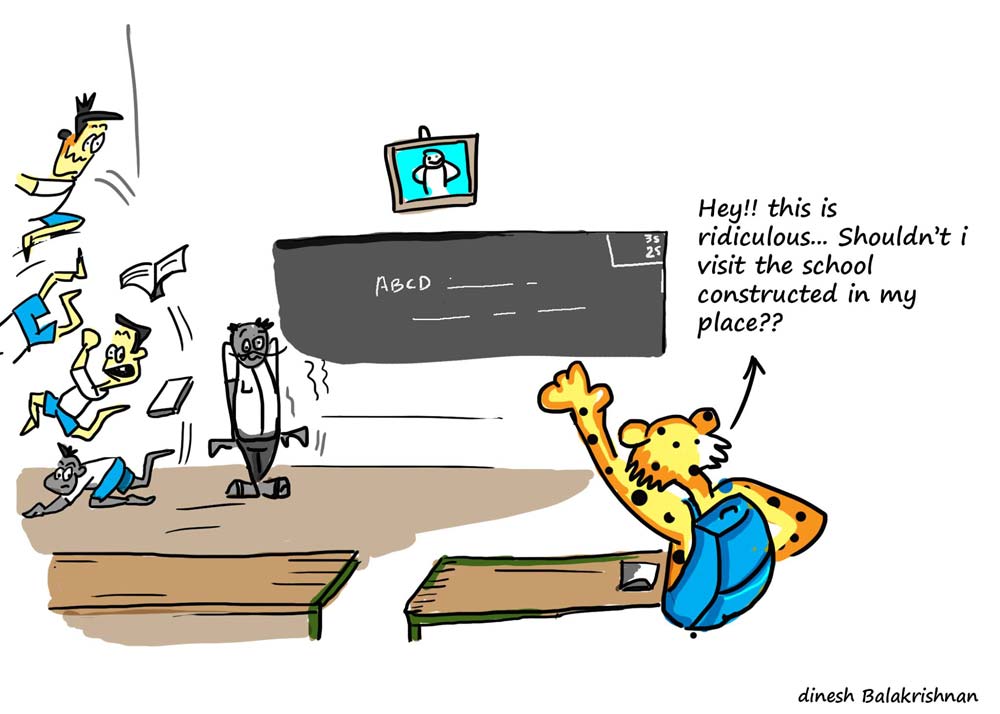 Hey!! this is
ridiculous... Shouldn't i
visit the school
constructed in my
place??
35
25
ABCD
dinesh Balakrishnan